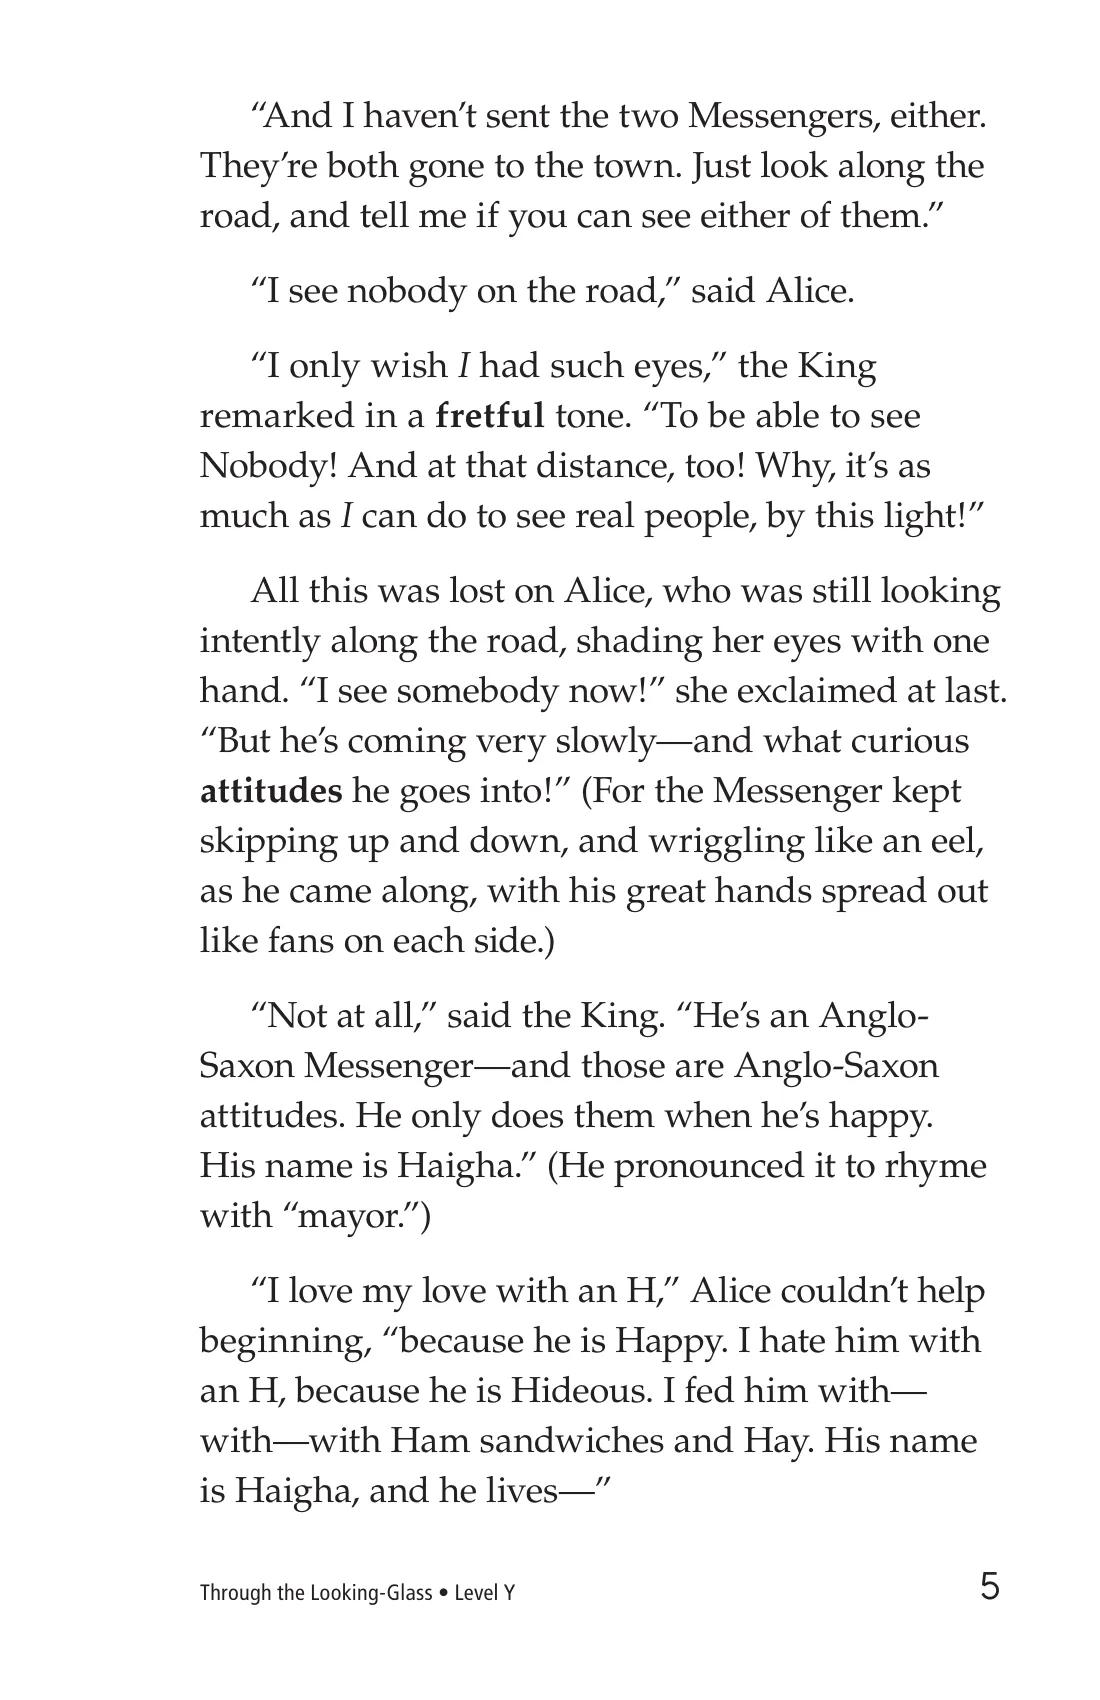 “And I haven’t sent the two Messengers, either.
They’re both gone to the town. Just look along the
road, and tell me if you can see either of them.”
“I see nobody on the road,” said Alice.
“I only wish I had such eyes,” the King
remarked in a fretful tone. “To be able to see
Nobody! And at that distance, too! Why, it’s as
much as I can do to see real people, by this light!”
All this was lost on Alice, who was still looking
intently along the road, shading her eyes with one
hand. “I see somebody now!” she exclaimed at last.
“But he’s coming very slowly—and what curious
attitudes he goes into!” (For the Messenger kept
skipping up and down, and wriggling like an eel,
as he came along, with his great hands spread out
like fans on each side.)
“Not at all,” said the King. “He’s an Anglo-
Saxon Messenger—and those are Anglo-Saxon
attitudes. He only does them when he’s happy.
His name is Haigha.” (He pronounced it to rhyme
with “mayor.”)
“I love my love with an H,” Alice couldn’t help
beginning, “because he is Happy. I hate him with
an H, because he is Hideous. I fed him with—
with—with Ham sandwiches and Hay. His name
is Haigha, and he lives—”
Through the Looking-Glass • Level Y
5